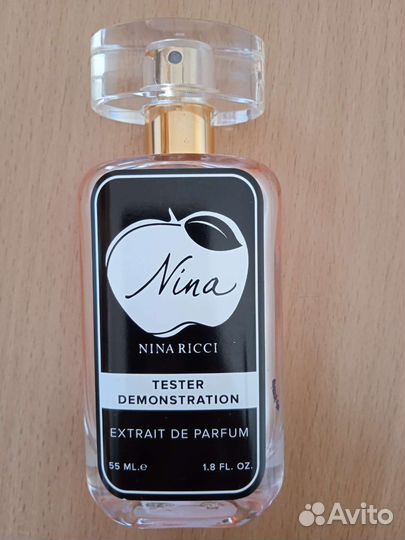 Nina
NINA RICCI
TESTER
DEMONSTRATION
EXTRAIT DE PARFUM
55 ML.e 1.8 FL. OZ.
Avito